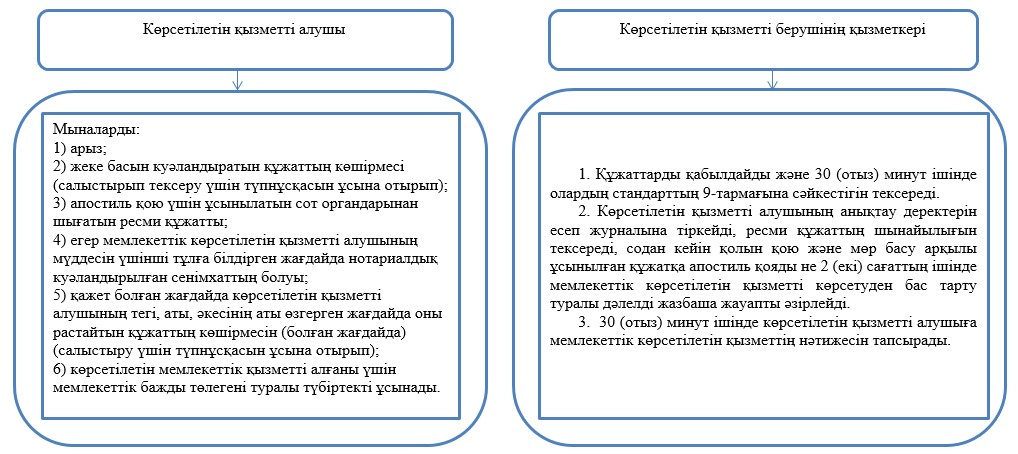 Көрсетілетін қызметті алушы
Мыналарды:
1) арыз;
2) жеке басын куәландыратын құжаттың көшірмесі
(салыстырып тексеру үшін түпнұсқасын ұсына отырып);
3) апостиль қою үшін ұсынылатын сот органдарынан
шығатын ресми құжатты;
4) егер мемлекеттік көрсетілетін қызметті алушының
мүддесін үшінші тұлға білдірген жағдайда нотариалдық
куәландырылған сенімхаттың болуы;
5) қажет болған жағдайда көрсетілетін қызметті
алушының тегі, аты, әкесінің аты өзгерген жағдайда оны
растайтын құжаттың көшірмесін (болған жағдайда)
(салыстыру үшін түпнұсқасын ұсына отырып);
6) көрсетілетін мемлекеттік қызметті алғаны үшін
мемлекеттік бажды төлегені туралы түбіртекті ұсынады.
Көрсетілетін қызметті берушінің қызметкері
1. Құжаттарды қабылдайды және 30 (отыз) минут ішінде
олардың стандарттың 9-тармағына сәйкестігін тексереді.
2. Көрсетілетін қызметті алушының анықтау деректерін
есеп журналына тіркейді, ресми құжаттың шынайылығын
тексереді, содан кейін қолын қою және мөр басу арқылы
ұсынылған құжатқа апостиль қояды не 2 (екі) сағаттың ішінде
мемлекеттік көрсетілетін қызметті көрсетуден бас тарту
туралы дәлелді жазбаша жауапты әзірлейді.
3. 30 (отыз) минут ішінде көрсетілетін қызметті алушыға
мемлекеттік көрсетілетін қызметтің нәтижесін тапсырады.